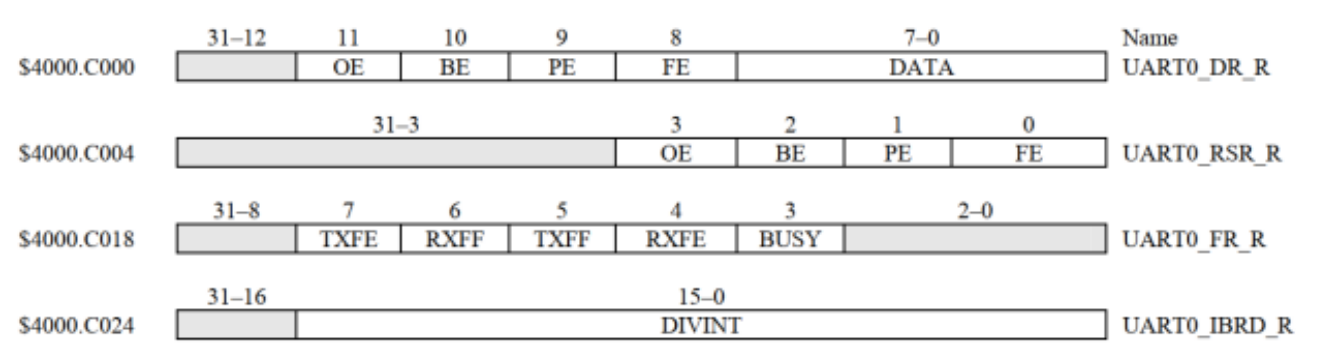 31–12 11 10 9 8 7–0 Name
$4000.C000 OE BE PE FE DATA UART0_DR_R
31–3 3 2 1 0
$4000.C004 OE BE PE FE UART0_RSR_R
31–8 7 6 5 4 3 2–0
$4000.C018 TXFE RXFF TXFF RXFE BUSY UART0_FR_R
31–16 15–0
$4000.C024 DIVINT UART0_IBRD_R